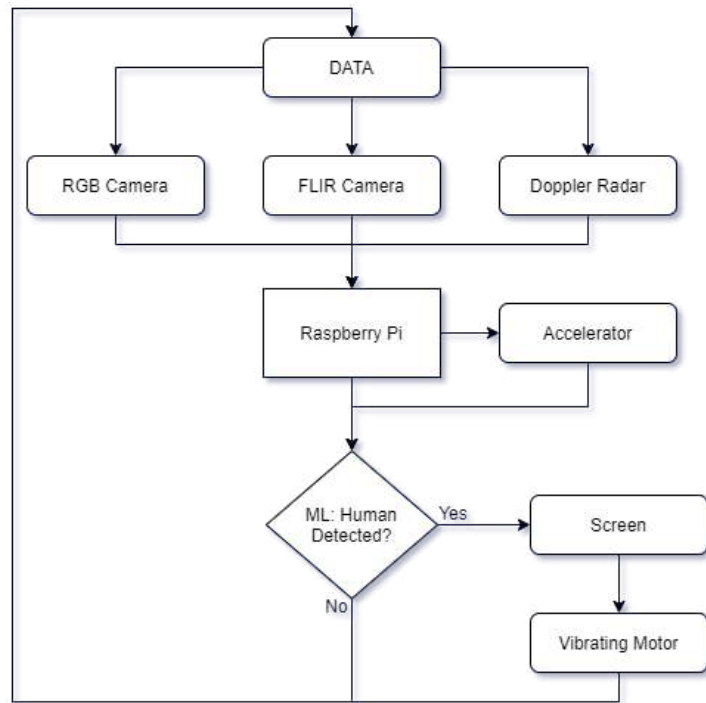 DATA
RGB Camera
FLIR Camera
Doppler Radar
Raspberry Pi
Accelerator
ML: Human
Detected?
Yes
Screen
No
Vibrating Motor